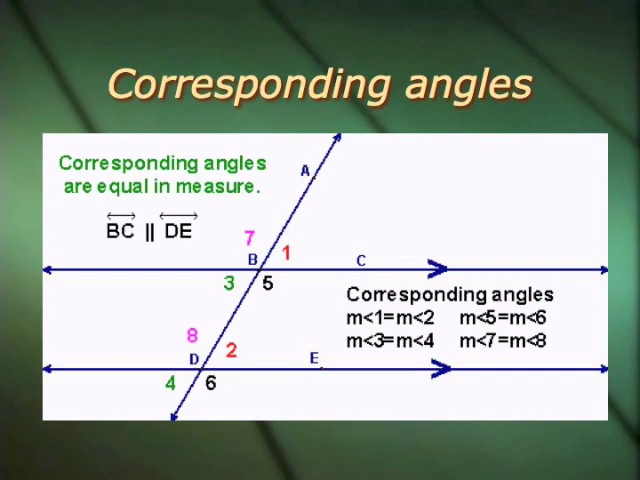 Corresponding angles
Corresponding angles
are equal in measure.
BC || DE
A
7
1
B
C
3
5
Corresponding angles
m<1=m<2 m<5=m<6
m<3=m<4 m<7=m<8
8
2
D
E
4
6